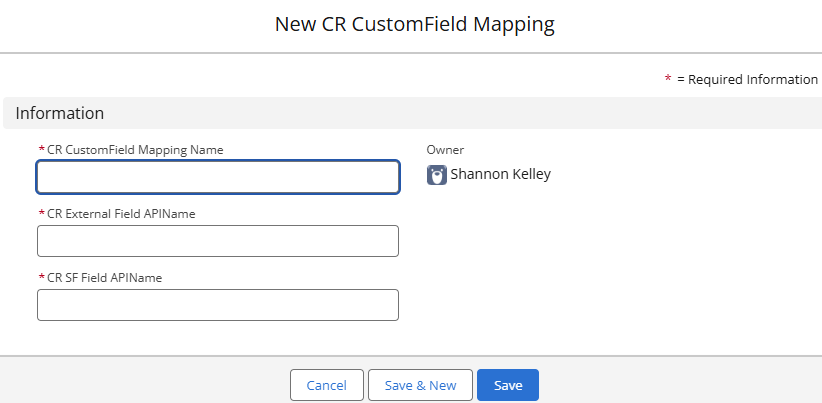 New CR CustomField Mapping
* = Required Information
Information
* CR CustomField Mapping Name
Owner
Shannon Kelley
* CR External Field APIName
* CR SF Field APIName
Cancel
Save & New
Save